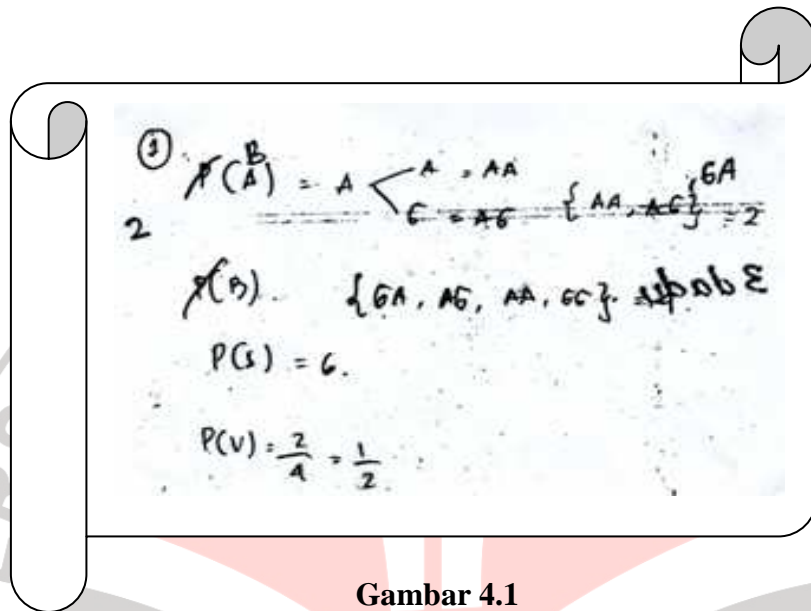 ①
B
P(A) = A < A = AA
G = AG {AA, AG} = 2
GA
2
P(B). {GA, AG, AA, GG}.
P(s) = 6.
P(V) = 2/4 = 1/2
Gambar 4.1